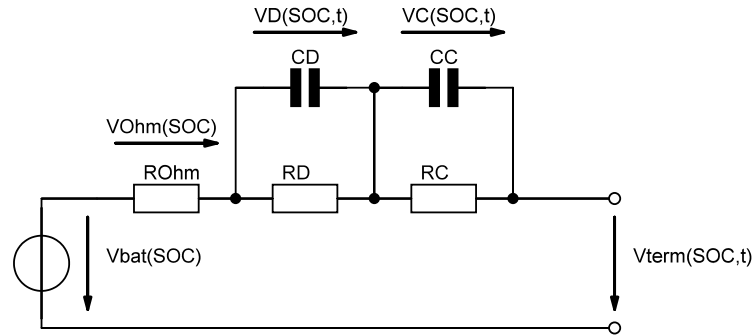 VD(SOC,t) VC(SOC,t)
CD CC
VOhm(SOC)
ROhm RD RC
Vbat(SOC) Vterm(SOC,t)